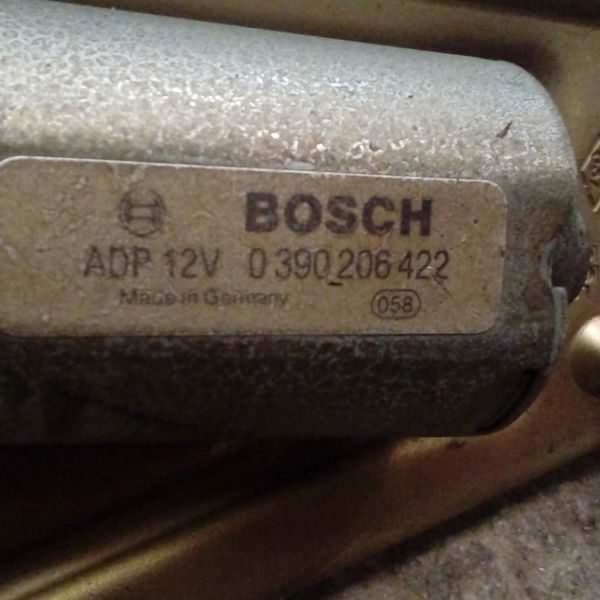 BOSCH
ADP 12V 0 390 206 422
Made in Germany
058